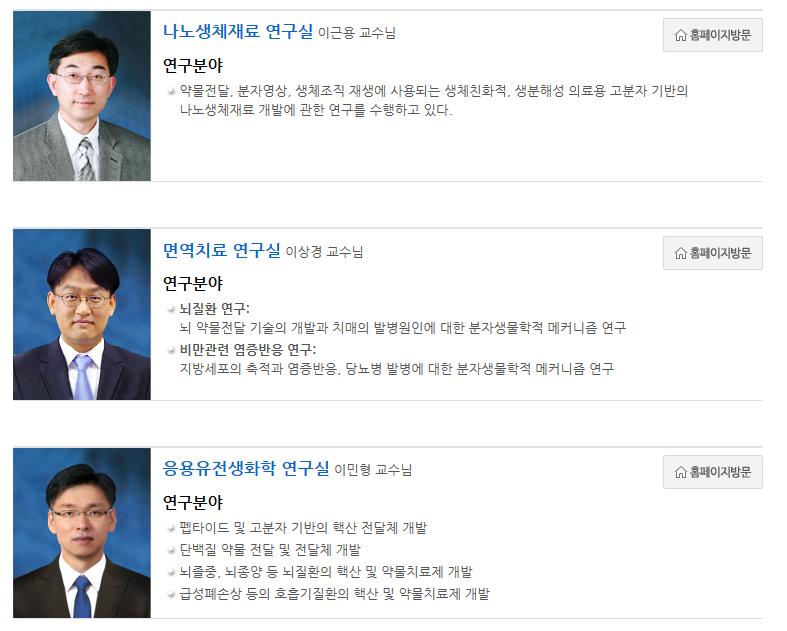 나노생체재료 연구실 이근용 교수님
홈페이지방문
연구분야
약물전달, 분자영상, 생체조직 재생에 사용되는 생체친화적, 생분해성 의료용 고분자 기반의
나노생체재료 개발에 관한 연구를 수행하고 있다.
면역치료 연구실 이상경 교수님
홈페이지방문
연구분야
뇌질환 연구:
뇌 약물전달 기술의 개발과 치매의 발병원인에 대한 분자생물학적 메커니즘 연구
비만관련 염증반응 연구:
지방세포의 축적과 염증반응, 당뇨병 발병에 대한 분자생물학적 메커니즘 연구
응용유전생화학 연구실 이민형 교수님
홈페이지방문
연구분야
펩타이드 및 고분자 기반의 핵산 전달체 개발
단백질 약물 전달 및 전달체 개발
뇌졸중, 뇌종양 등 뇌질환의 핵산 및 약물치료제 개발
급성폐손상 등의 호흡기질환의 핵산 및 약물치료제 개발